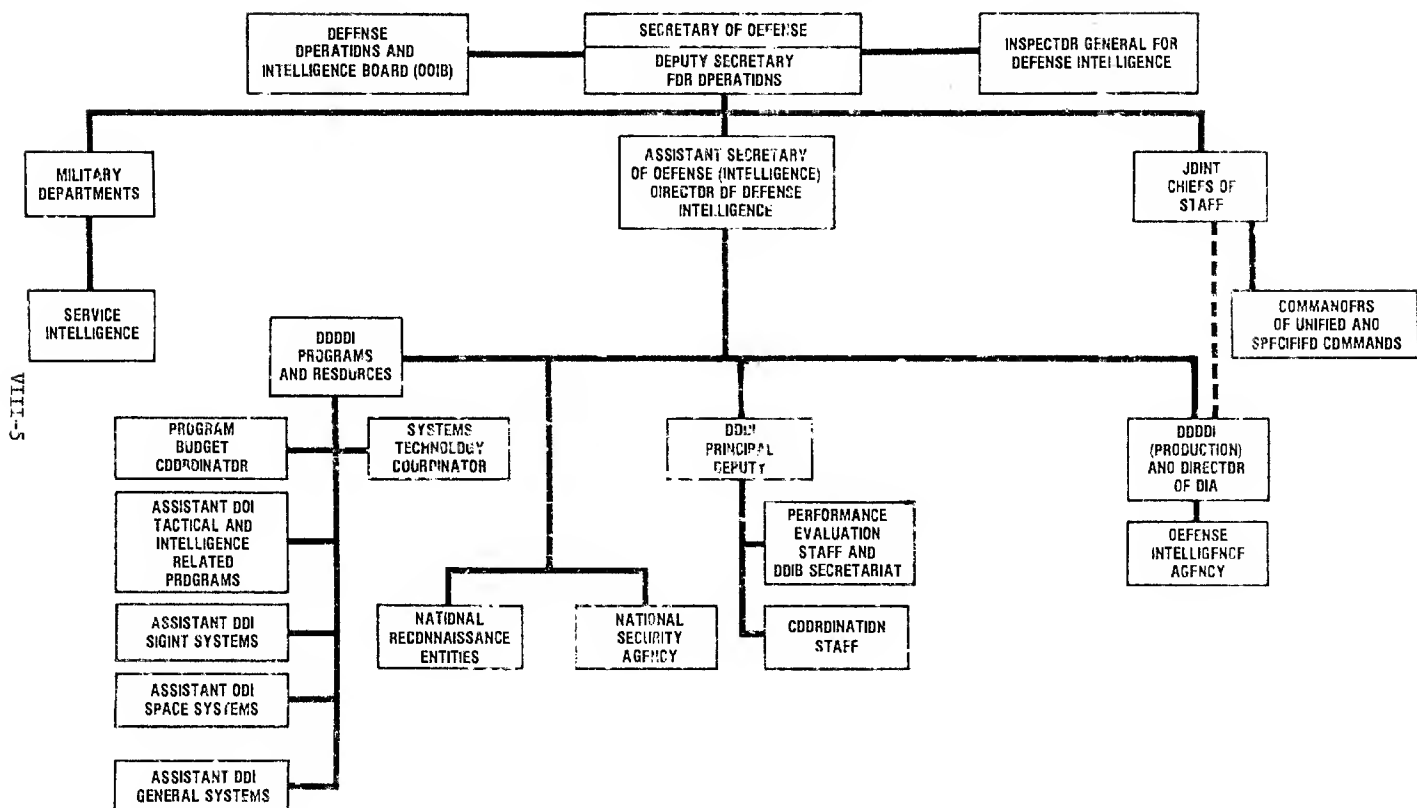 DEFENSE
OPERATIONS AND
INTELLIGENCE BOARD (DOIB)
SECRETARY OF DEFENSE
DEPUTY SECRETARY
FOR OPERATIONS
INSPECTOR GENERAL FOR
DEFENSE INTELLIGENCE
MILITARY
DEPARTMENTS
ASSISTANT SECRETARY
OF DEFENSE (INTELLIGENCE)
DIRECTOR OF DEFENSE
INTELLIGENCE
JOINT
CHIEFS OF
STAFF
SERVICE
INTELLIGENCE
COMMANDERS
OF UNIFIED AND
SPECIFIED COMMANDS
DDDDI
PROGRAMS
AND RESOURCES
VIII-5
PROGRAM
BUDGET
COORDINATOR
SYSTEMS
TECHNOLOGY
COORDINATOR
DDDI
PRINCIPAL
DEPUTY
DDDDI
(PRODUCTION)
AND DIRECTOR
OF DIA
ASSISTANT DDI
TACTICAL AND
INTELLIGENCE
RELATED
PROGRAMS
PERFORMANCE
EVALUATION
STAFF AND
DDIB SECRETARIAT
DEFENSE
INTELLIGENCE
AGENCY
ASSISTANT DDI
SIGINT SYSTEMS
NATIONAL
RECONNAISSANCE
ENTITIES
NATIONAL
SECURITY
AGENCY
COORDINATION
STAFF
ASSISTANT DDI
SPACE SYSTEMS
ASSISTANT DDI
GENERAL SYSTEMS